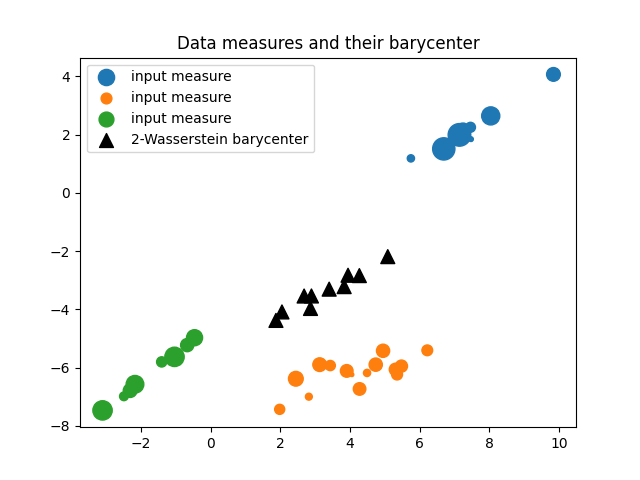 Data measures and their barycenter
input measure
input measure
input measure
2-Wasserstein barycenter
4
2
0
−2
−4
−6
−8
−2
0
2
4
6
8
10